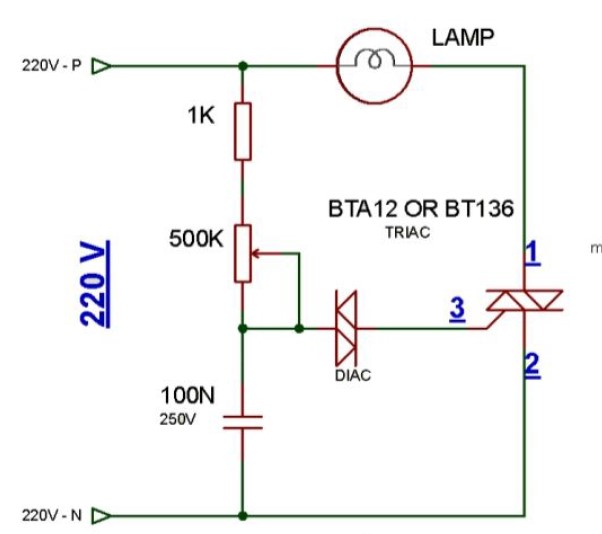 LAMP
220V - P
1K
BTA12 OR BT136
TRIAC
500K
220 V
1
m
3
2
DIAC
100N
250V
220V - N